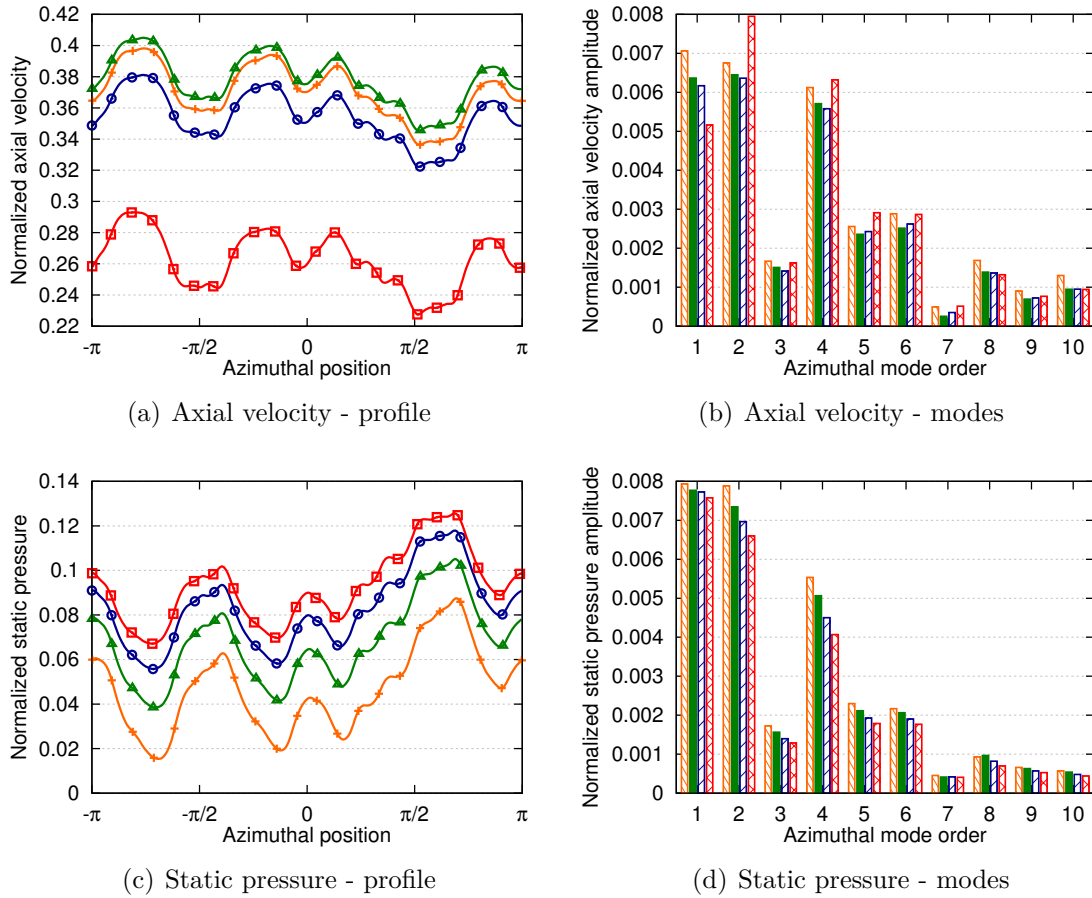 Normalized axial velocity
0.42
0.4
0.38
0.36
0.34
0.32
0.3
0.28
0.26
0.24
0.22
-π -π/2 0 π/2 π
Azimuthal position
(a) Axial velocity - profile
Normalized axial velocity amplitude
0.008
0.007
0.006
0.005
0.004
0.003
0.002
0.001
0
1 2 3 4 5 6 7 8 9 10
Azimuthal mode order
(b) Axial velocity - modes
Normalized static pressure
0.14
0.12
0.1
0.08
0.06
0.04
0.02
0
-π -π/2 0 π/2 π
Azimuthal position
(c) Static pressure - profile
Normalized static pressure amplitude
0.008
0.007
0.006
0.005
0.004
0.003
0.002
0.001
0
1 2 3 4 5 6 7 8 9 10
Azimuthal mode order
(d) Static pressure - modes